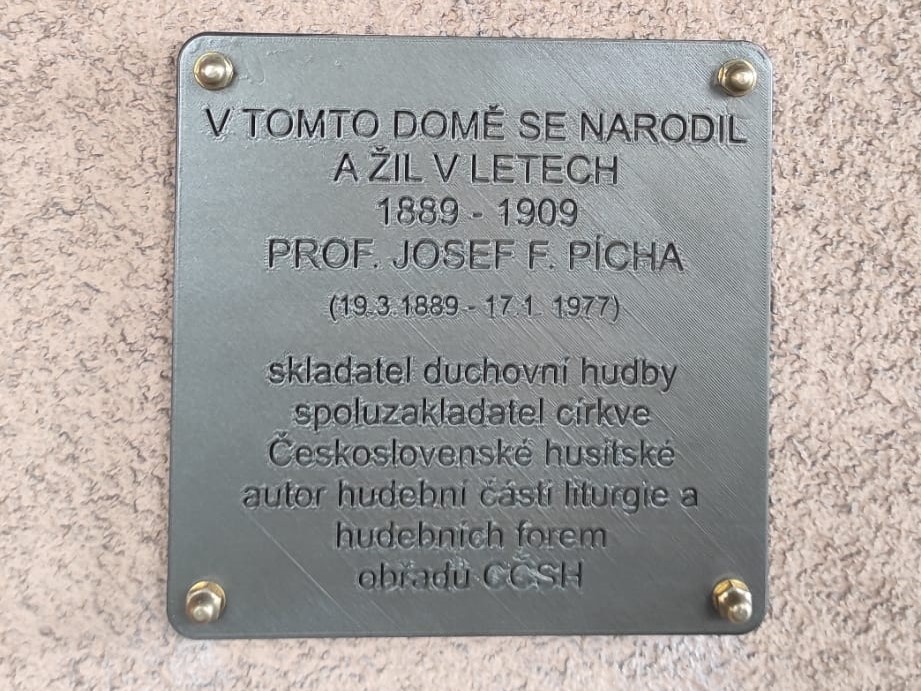 V TOMTO DOMĚ SE NARODIL
A ŽIL V LETECH
1889 - 1909
PROF. JOSEF F. PÍCHA
(19.3.1889 - 17.1. 1977)
skladatel duchovní hudby
spoluzakladatel církve
Československé husitské
autor hudební části liturgie a
hudebních forem
obřadů CČSH